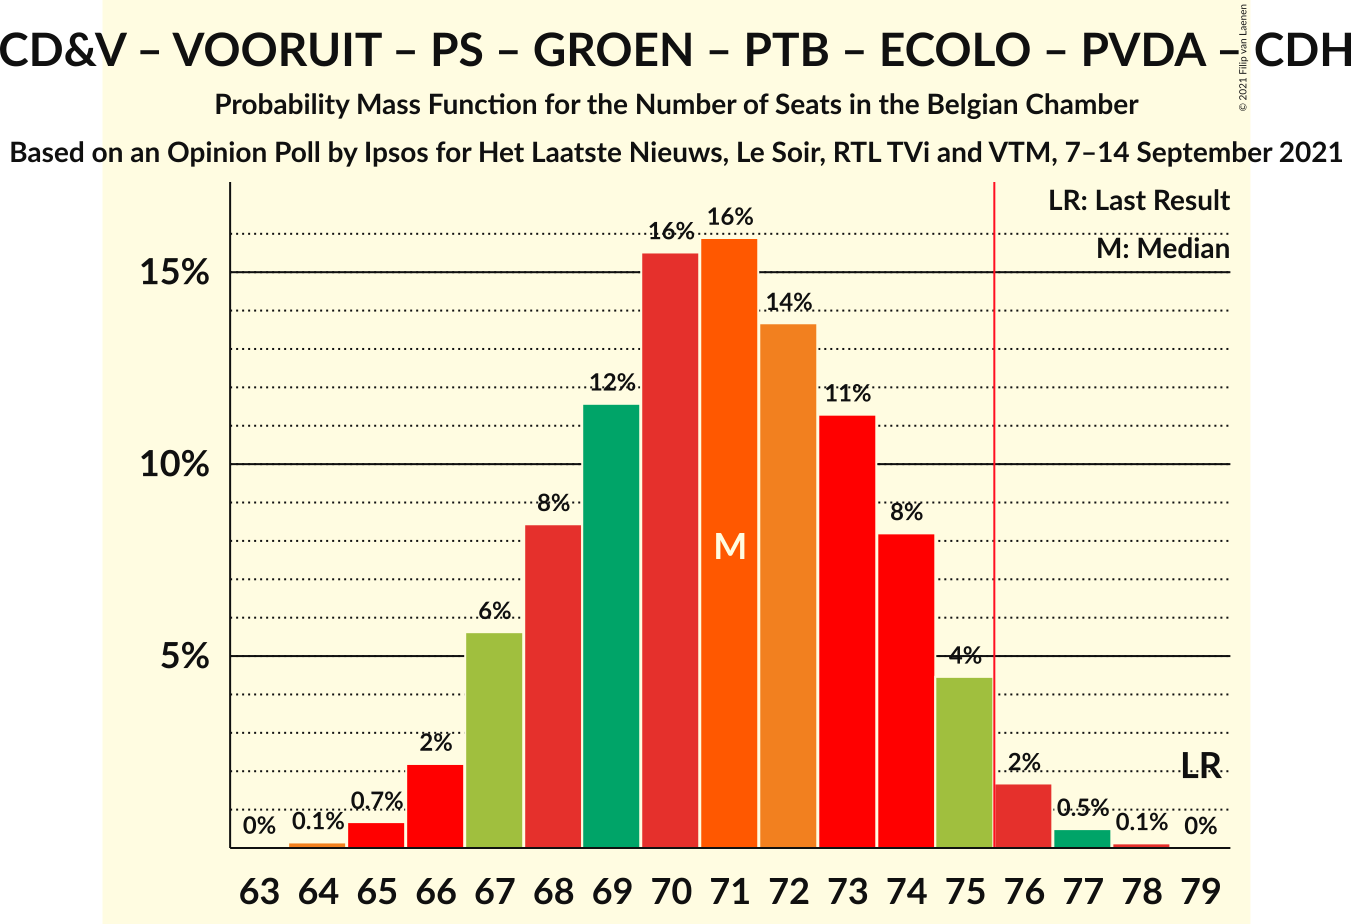 CD&V – VOORUIT – PS – GROEN – PTB – ECOLO – PVDA – CDH
Probability Mass Function for the Number of Seats in the Belgian Chamber
Based on an Opinion Poll by Ipsos for Het Laatste Nieuws, Le Soir, RTL TVi and VTM, 7–14 September 2021
© 2021 Filip van Laenen
LR: Last Result
M: Median
15%
10%
5%
0%
0.1%
0.7%
2%
6%
8%
12%
16%
16%
14%
11%
8%
4%
2%
0.5%
0.1%
0%
M
LR
63 64 65 66 67 68 69 70 71 72 73 74 75 76 77 78 79